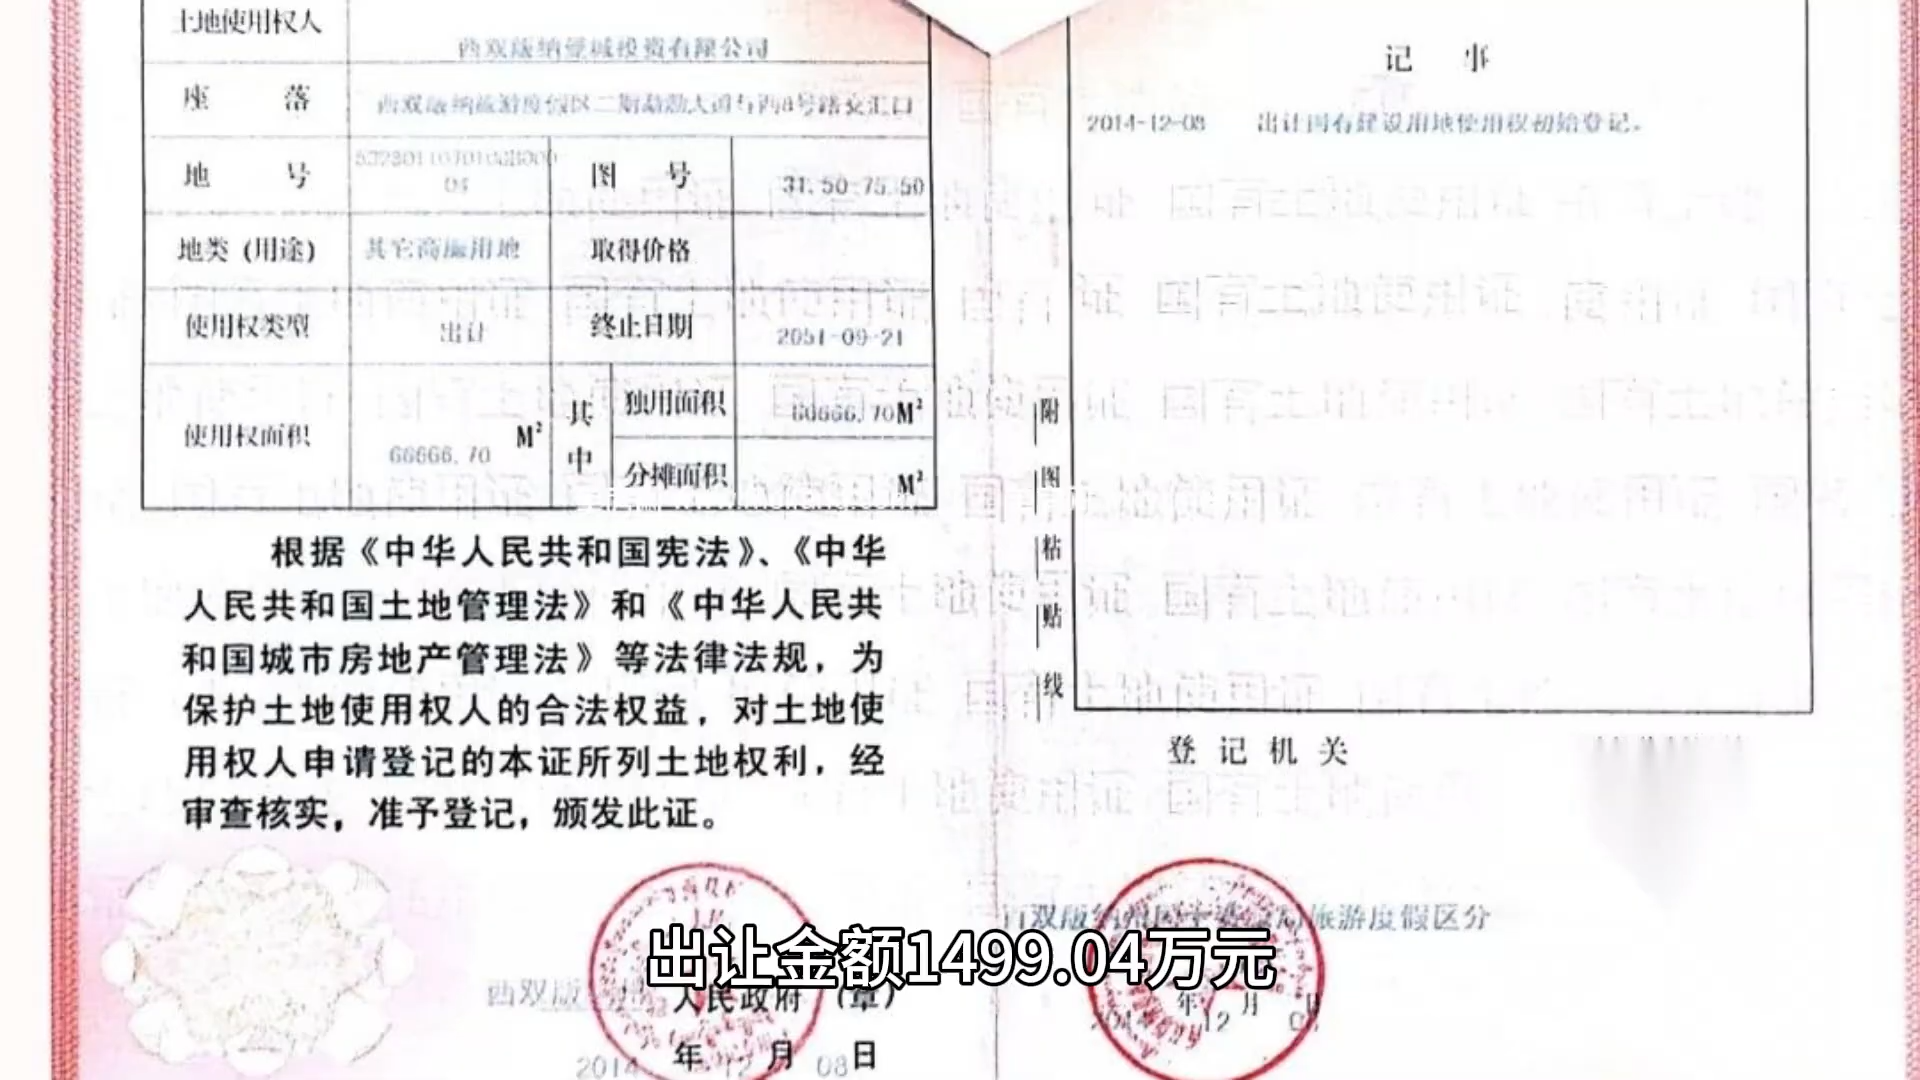 土地使用权人
西双版纳曼城投资有限公司
座 落
西双版纳旅游度假区二期勐泐大道与西8号路交汇口
地 号
04
图 号
31.50-75.50
地类(用途)
其它商服用地
取得价格
使用权类型
出让
终止日期
2051-09-21
使用权面积
66666.70
M²
其中
独用面积
66666.70M²
分摊面积
M²
根据《中华人民共和国宪法》、《中华
人民共和国土地管理法》和《中华人民共
和国城市房地产管理法》等法律法规，为
保护土地使用权人的合法权益，对土地使
用权人申请登记的本证所列土地权利，经
审查核实，准予登记，颁发此证。
人民政府 (章)
2014 年 12 月 08 日
记 事
2014-12-08 出让国有建设用地使用权初始登记。
附图粘贴线
登记机关
旅游度假区分
2014 年 12 月 08 日
出让金额1499.04万元